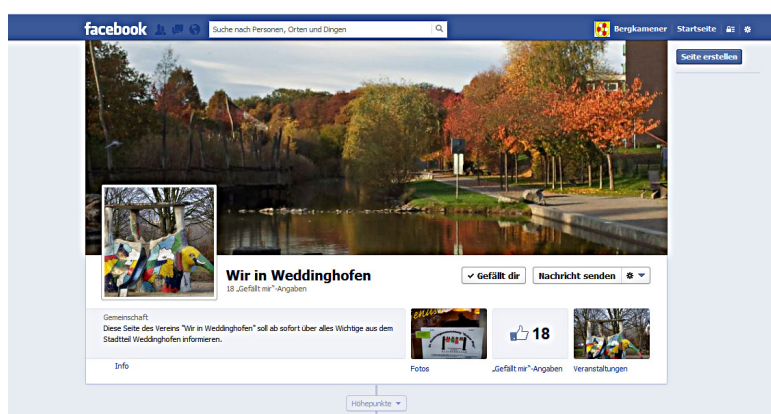 facebook
Suche nach Personen, Orten und Dingen
Bergkamener
Startseite
Seite erstellen
Wir in Weddinghofen
18 „Gefällt mir“-Angaben
✓ Gefällt dir
Nachricht senden
Gemeinschaft
Diese Seite des Vereins "Wir in Weddinghofen" soll ab sofort über alles Wichtige aus dem
Stadtteil Weddinghofen informieren.
Info
18
Fotos
„Gefällt mir“-Angaben
Veranstaltungen
Höhepunkte